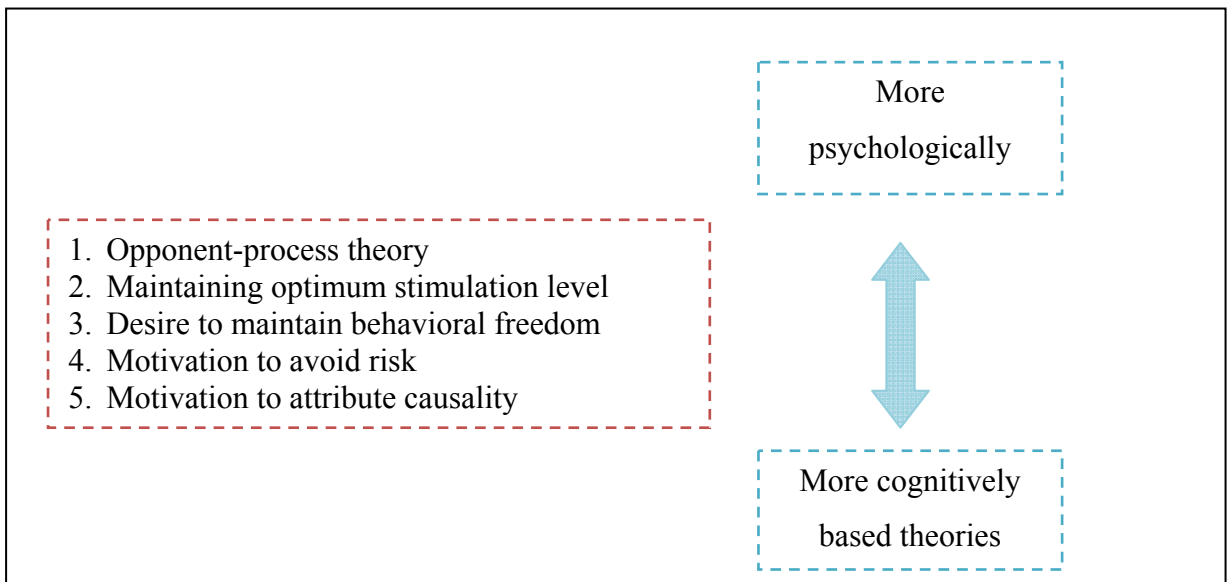 More
psychologically
1. Opponent-process theory
2. Maintaining optimum stimulation level
3. Desire to maintain behavioral freedom
4. Motivation to avoid risk
5. Motivation to attribute causality
More cognitively
based theories